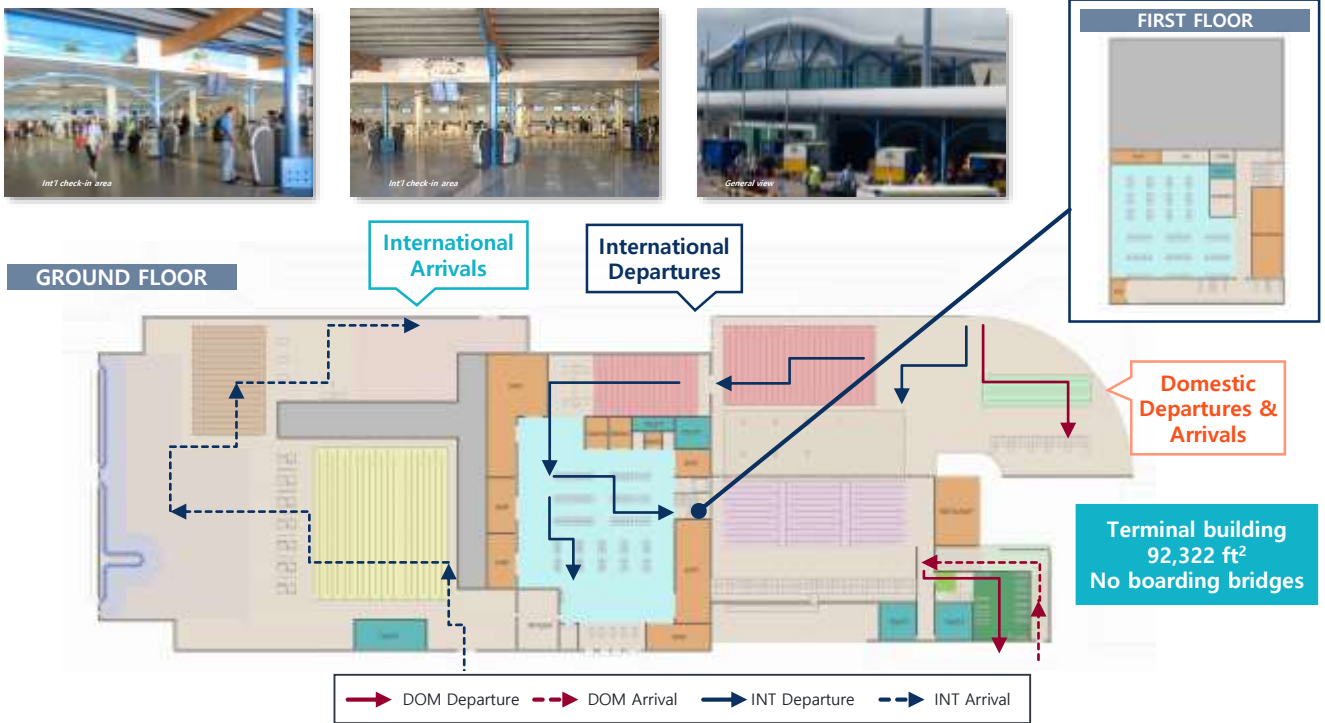 Int'l check-in area
Int'l check-in area
General view
FIRST FLOOR
International
Arrivals
International
Departures
GROUND FLOOR
Domestic
Departures &
Arrivals
Terminal building
92,322 ft²
No boarding bridges
DOM Departure
DOM Arrival
INT Departure
INT Arrival